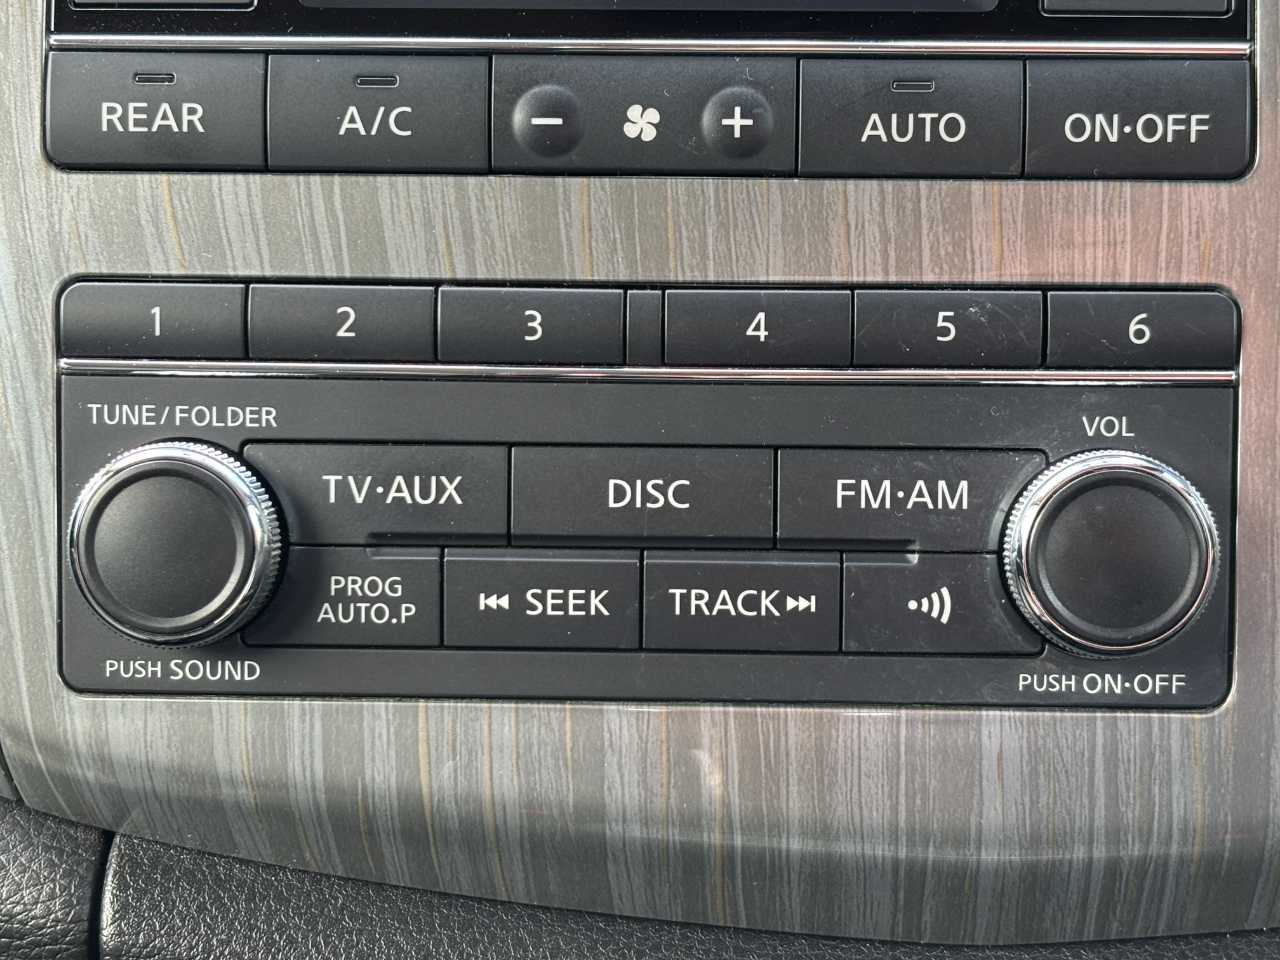 REAR A/C − + AUTO ON•OFF
1 2 3 4 5 6
TUNE/FOLDER
VOL
TV•AUX DISC FM•AM
PROG
AUTO.P
SEEK TRACK
PUSH SOUND
PUSH ON•OFF